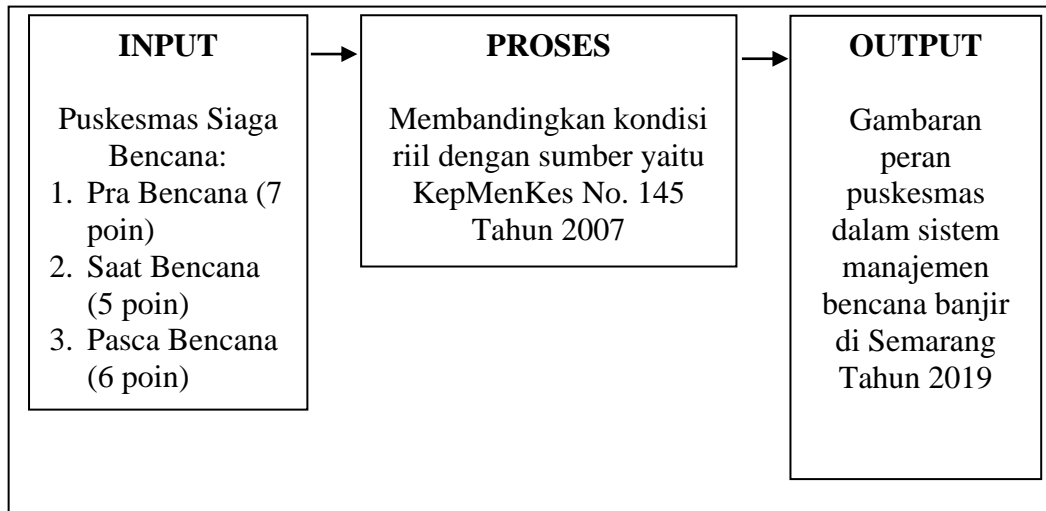 INPUT
Puskesmas Siaga
Bencana:
1. Pra Bencana (7
poin)
2. Saat Bencana
(5 poin)
3. Pasca Bencana
(6 poin)
PROSES
Membandingkan kondisi
riil dengan sumber yaitu
KepMenKes No. 145
Tahun 2007
OUTPUT
Gambaran
peran
puskesmas
dalam sistem
manajemen
bencana banjir
di Semarang
Tahun 2019